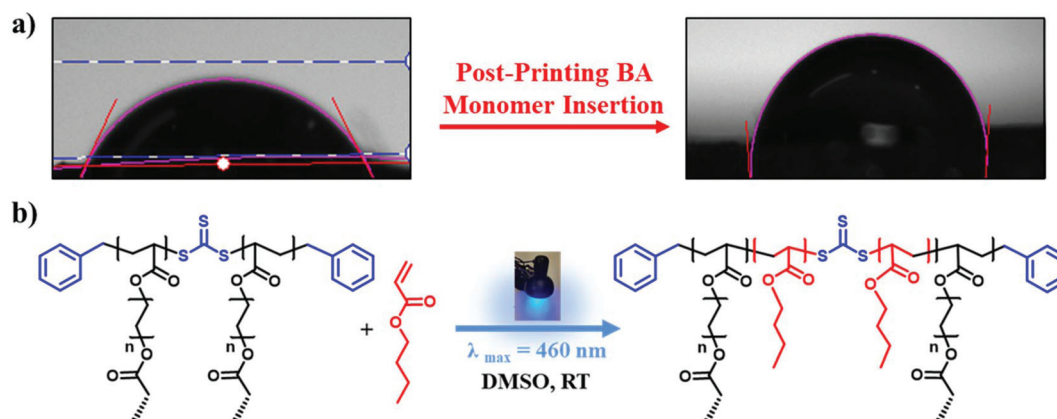 a)
Post-Printing BA
Monomer Insertion
b)
S
S S
O
O
O
O
n
O
O
n
O
O
+
O
O
λ max = 460 nm
DMSO, RT
S
S S
O
O
O
O
O
O
O
O
n
O
O
n
O
O